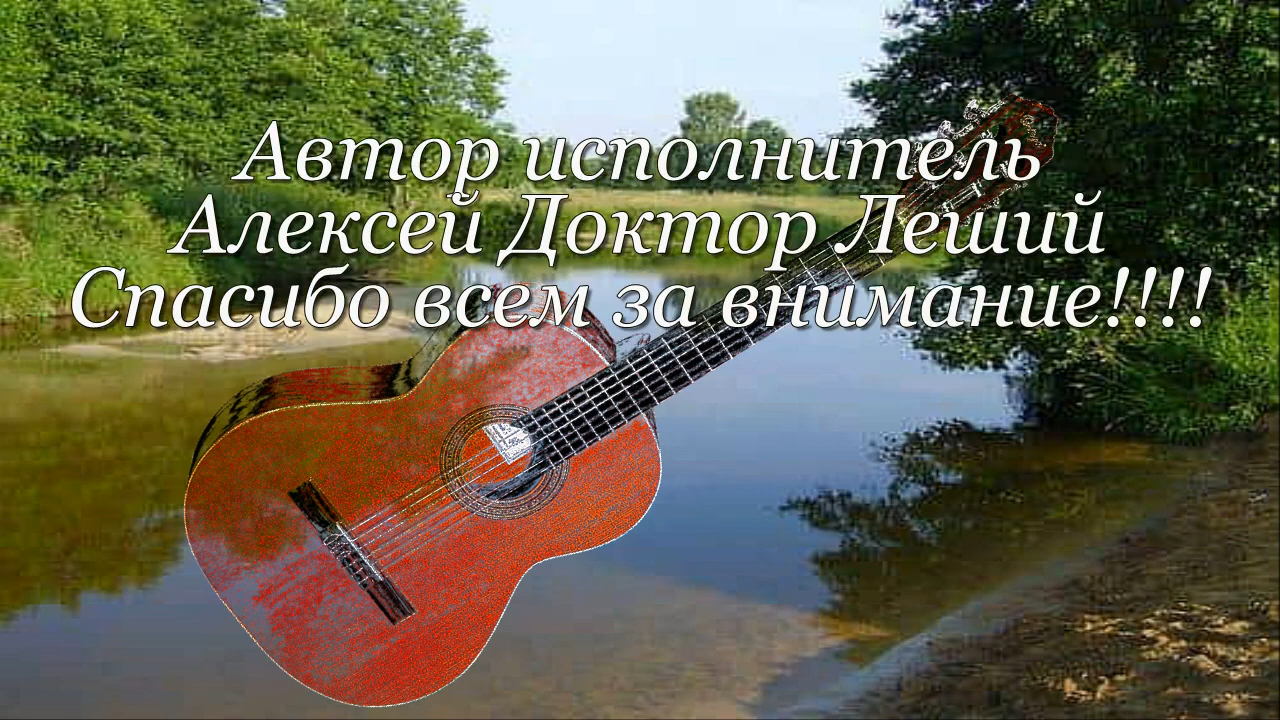 Автор исполнитель
Алексей Доктор Леший
Спасибо всем за внимание!!!!